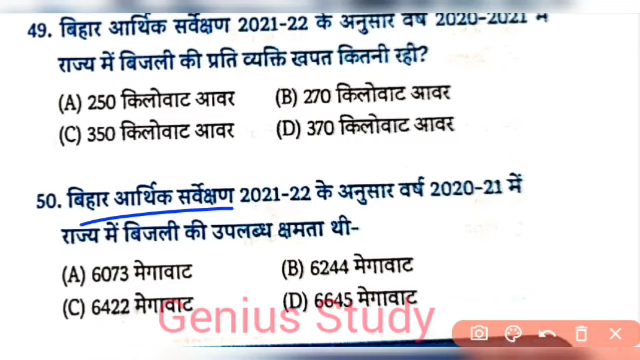 49. बिहार आर्थिक सर्वेक्षण 2021-22 के अनुसार वर्ष 2020-2021 में
राज्य में बिजली की प्रति व्यक्ति खपत कितनी रही?
(A) 250 किलोवाट आवर (B) 270 किलोवाट आवर
(C) 350 किलोवाट आवर (D) 370 किलोवाट आवर
50. बिहार आर्थिक सर्वेक्षण 2021-22 के अनुसार वर्ष 2020-21 में
राज्य में बिजली की उपलब्ध क्षमता थी-
(A) 6073 मेगावाट (B) 6244 मेगावाट
(C) 6422 मेगावाट (D) 6645 मेगावाट
Genius Study